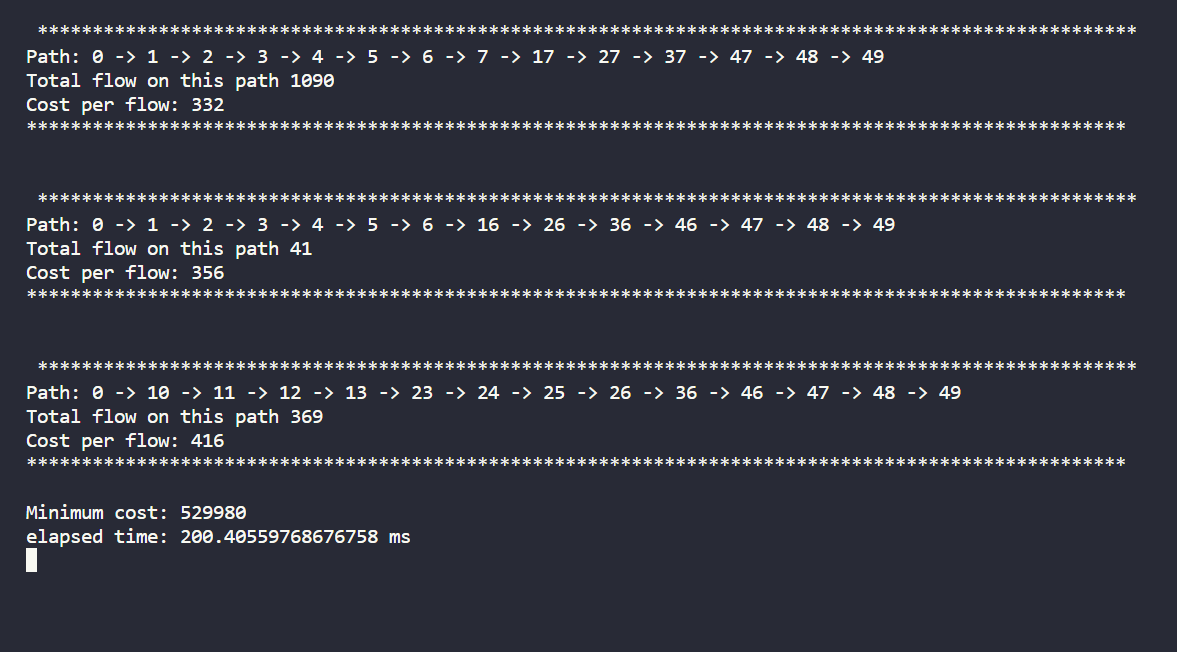 ****************************************************************************************************
Path: 0 -> 1 -> 2 -> 3 -> 4 -> 5 -> 6 -> 7 -> 17 -> 27 -> 37 -> 47 -> 48 -> 49
Total flow on this path 1090
Cost per flow: 332
****************************************************************************************************
****************************************************************************************************
Path: 0 -> 1 -> 2 -> 3 -> 4 -> 5 -> 6 -> 16 -> 26 -> 36 -> 46 -> 47 -> 48 -> 49
Total flow on this path 41
Cost per flow: 356
****************************************************************************************************
****************************************************************************************************
Path: 0 -> 10 -> 11 -> 12 -> 13 -> 23 -> 24 -> 25 -> 26 -> 36 -> 46 -> 47 -> 48 -> 49
Total flow on this path 369
Cost per flow: 416
****************************************************************************************************
Minimum cost: 529980
elapsed time: 200.40559768676758 ms